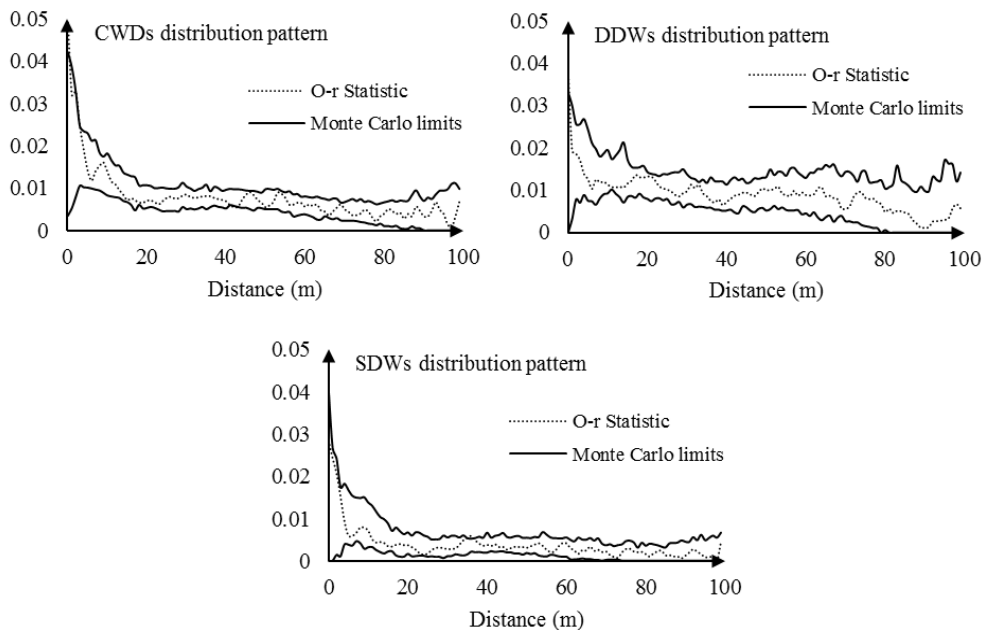 CWDs distribution pattern
0.05
0.04
0.03
0.02
0.01
0
O-r Statistic
Monte Carlo limits
0 20 40 60 80 100
Distance (m)
DDWs distribution pattern
0.05
0.04
0.03
0.02
0.01
0
O-r Statistic
Monte Carlo limits
0 20 40 60 80 100
Distance (m)
SDWs distribution pattern
0.05
0.04
0.03
0.02
0.01
0
O-r Statistic
Monte Carlo limits
0 20 40 60 80 100
Distance (m)